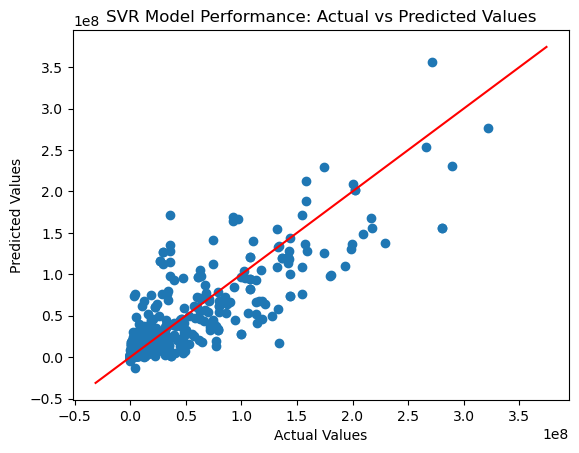 SVR Model Performance: Actual vs Predicted Values
1e8
3.5
3.0
2.5
2.0
1.5
1.0
0.5
0.0
−0.5
Predicted Values
−0.5 0.0 0.5 1.0 1.5 2.0 2.5 3.0 3.5
1e8
Actual Values